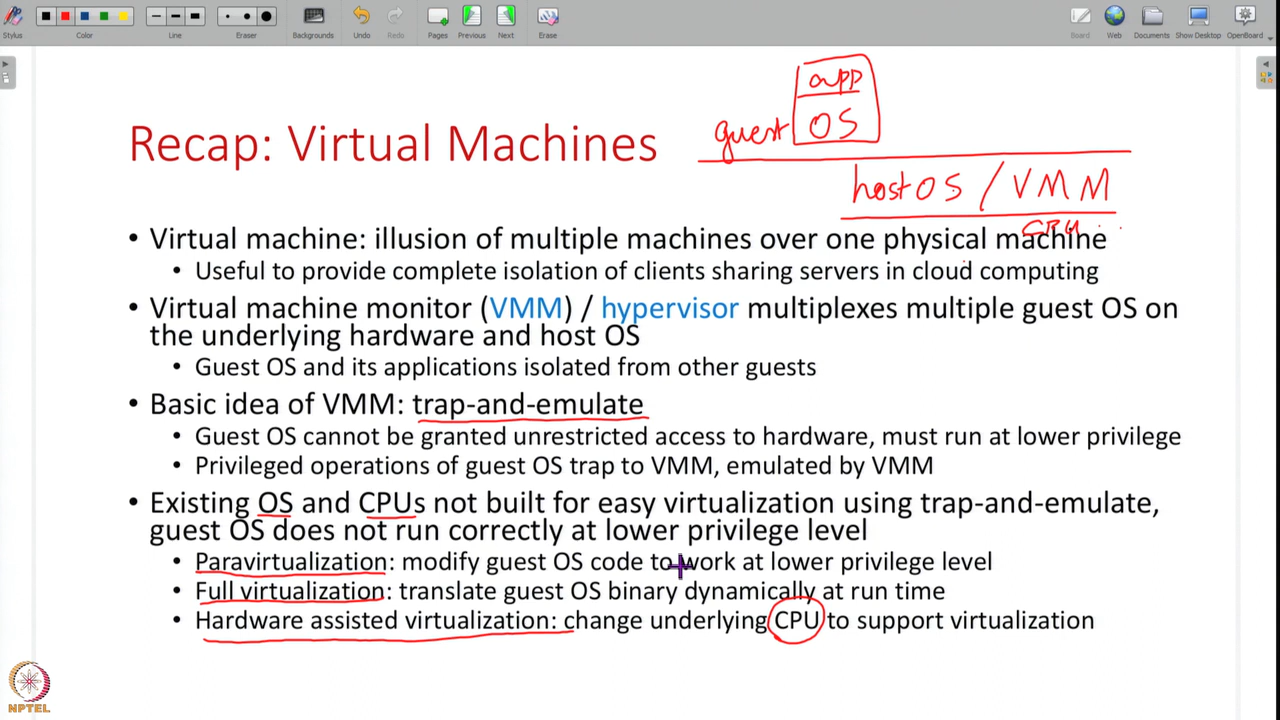 Stylus
Color
Line
Eraser
Backgrounds
Undo
Redo
Pages
Previous
Next
Erase
Board
Web
Documents
Show Desktop
OpenBoard
app
guest OS
host OS / VMM
CPU . .
Recap: Virtual Machines
• Virtual machine: illusion of multiple machines over one physical machine
• Useful to provide complete isolation of clients sharing servers in cloud computing
• Virtual machine monitor (VMM) / hypervisor multiplexes multiple guest OS on
the underlying hardware and host OS
• Guest OS and its applications isolated from other guests
• Basic idea of VMM: trap-and-emulate
• Guest OS cannot be granted unrestricted access to hardware, must run at lower privilege
• Privileged operations of guest OS trap to VMM, emulated by VMM
• Existing OS and CPUs not built for easy virtualization using trap-and-emulate,
guest OS does not run correctly at lower privilege level
• Paravirtualization: modify guest OS code to work at lower privilege level
• Full virtualization: translate guest OS binary dynamically at run time
• Hardware assisted virtualization: change underlying CPU to support virtualization
NPTEL